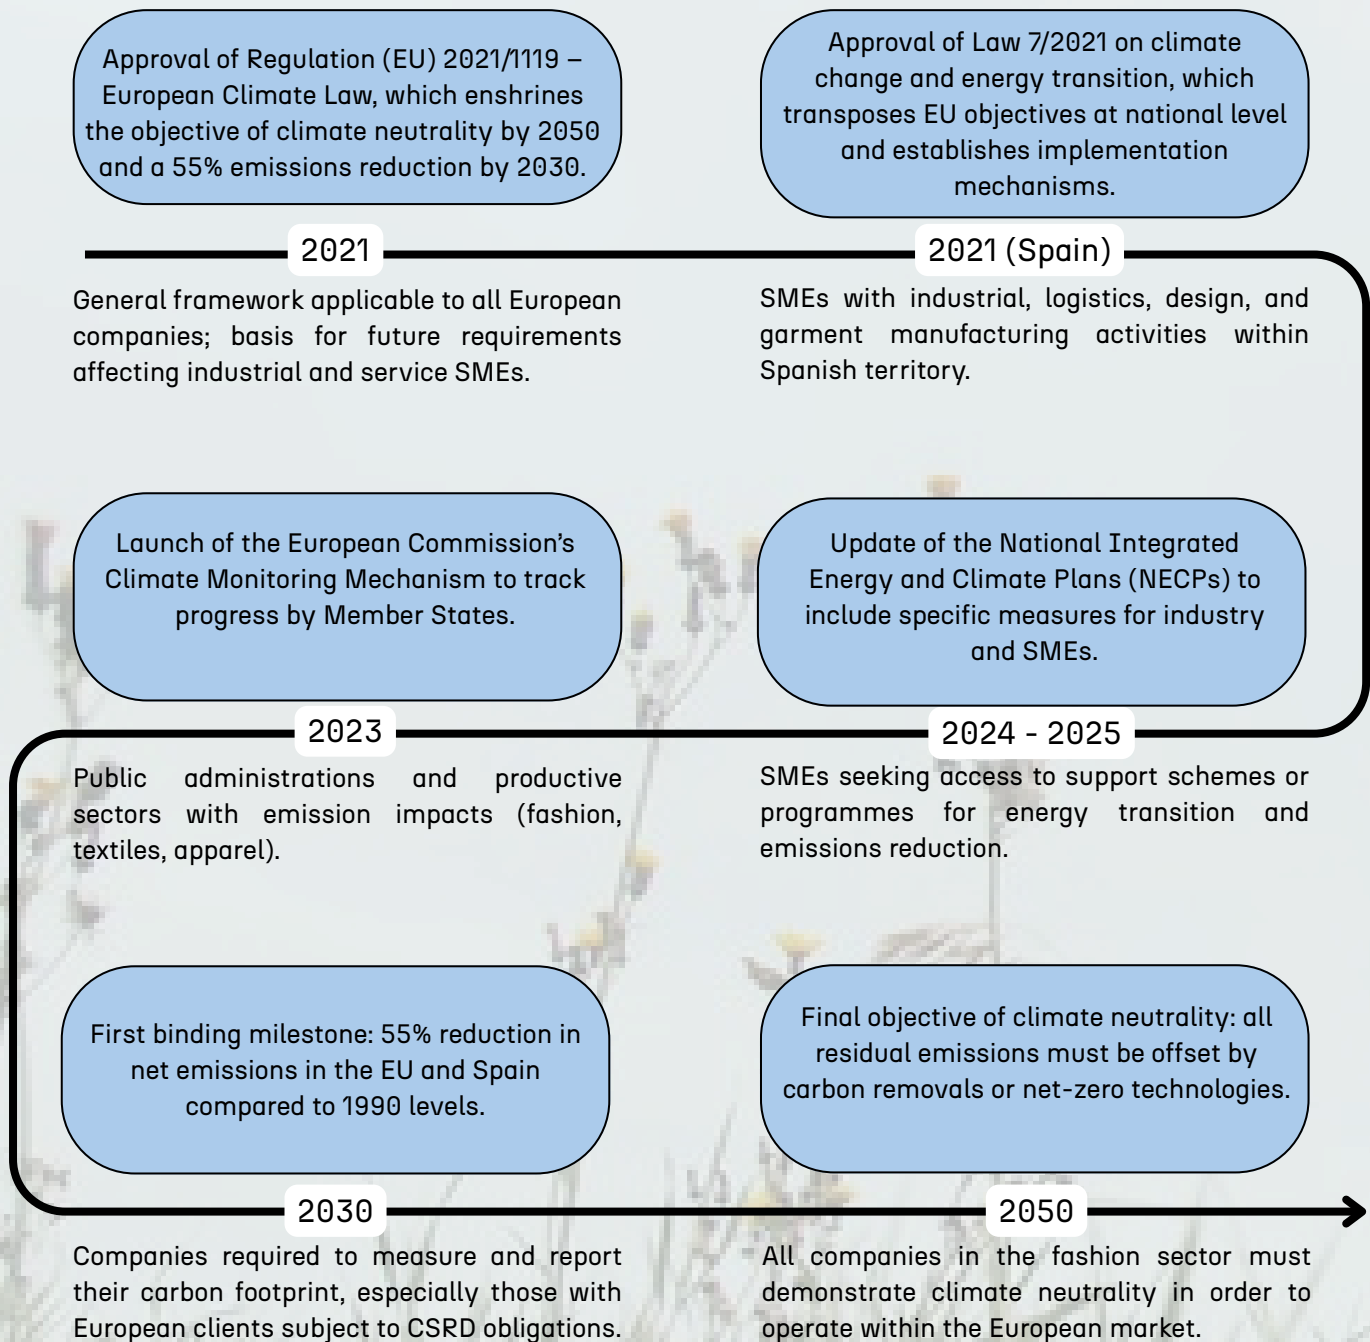 Approval of Regulation (EU) 2021/1119 –
European Climate Law, which enshrines
the objective of climate neutrality by 2050
and a 55% emissions reduction by 2030.
2021
General framework applicable to all European
companies; basis for future requirements
affecting industrial and service SMEs.
Approval of Law 7/2021 on climate
change and energy transition, which
transposes EU objectives at national level
and establishes implementation
mechanisms.
2021 (Spain)
SMEs with industrial, logistics, design, and
garment manufacturing activities within
Spanish territory.
Launch of the European Commission's
Climate Monitoring Mechanism to track
progress by Member States.
2023
Public administrations and productive
sectors with emission impacts (fashion,
textiles, apparel).
Update of the National Integrated
Energy and Climate Plans (NECPs) to
include specific measures for industry
and SMEs.
2024 - 2025
SMEs seeking access to support schemes or
programmes for energy transition and
emissions reduction.
First binding milestone: 55% reduction in
net emissions in the EU and Spain
compared to 1990 levels.
2030
Companies required to measure and report
their carbon footprint, especially those with
European clients subject to CSRD obligations.
Final objective of climate neutrality: all
residual emissions must be offset by
carbon removals or net-zero technologies.
2050
All companies in the fashion sector must
demonstrate climate neutrality in order to
operate within the European market.